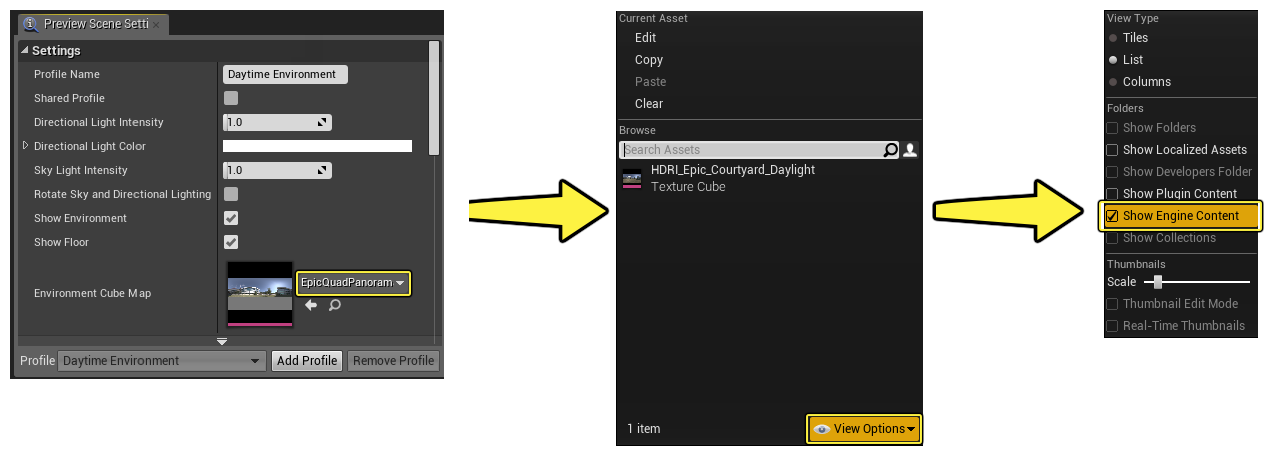 Preview Scene Setti
Settings
Profile Name
Daytime Environment
Shared Profile
Directional Light Intensity
1.0
Directional Light Color
Sky Light Intensity
1.0
Rotate Sky and Directional Lighting
Show Environment
Show Floor
Environment Cube Map
EpicQuadPanoram
Profile
Daytime Environment
Add Profile
Remove Profile
Current Asset
Edit
Copy
Paste
Clear
Browse
Search Assets
HDRI_Epic_Courtyard_Daylight
Texture Cube
1 item
View Options
View Type
Tiles
List
Columns
Folders
Show Folders
Show Localized Assets
Show Developers Folder
Show Plugin Content
Show Engine Content
Show Collections
Thumbnails
Scale
Thumbnail Edit Mode
Real-Time Thumbnails